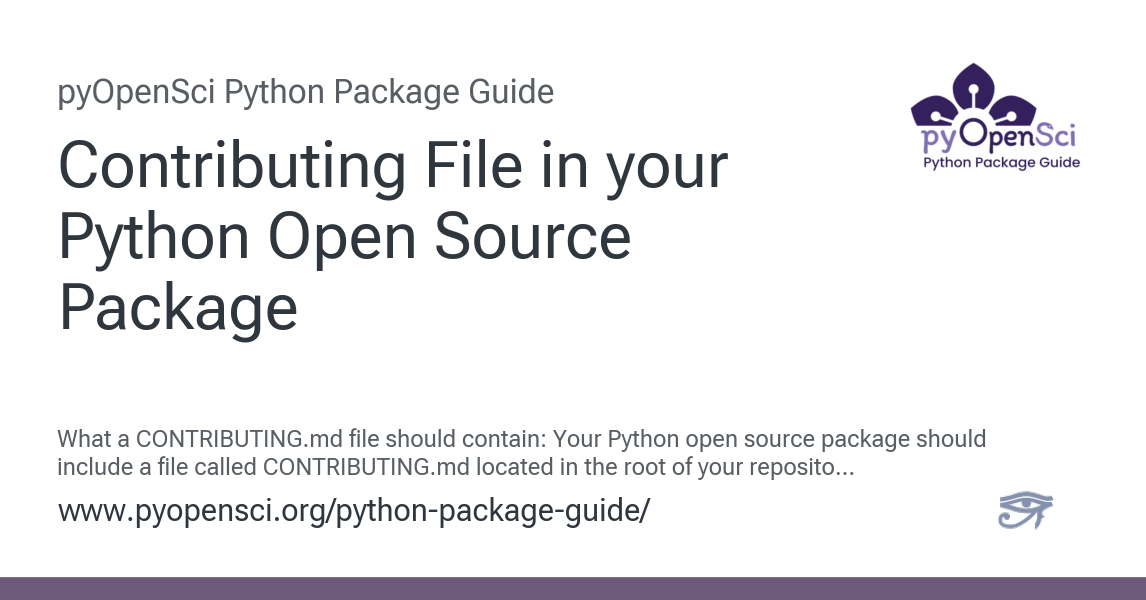 pyOpenSci Python Package Guide
Contributing File in your
Python Open Source
Package
pyOpenSci
Python Package Guide
What a CONTRIBUTING.md file should contain: Your Python open source package should
include a file called CONTRIBUTING.md located in the root of your reposito...
www.pyopensci.org/python-package-guide/